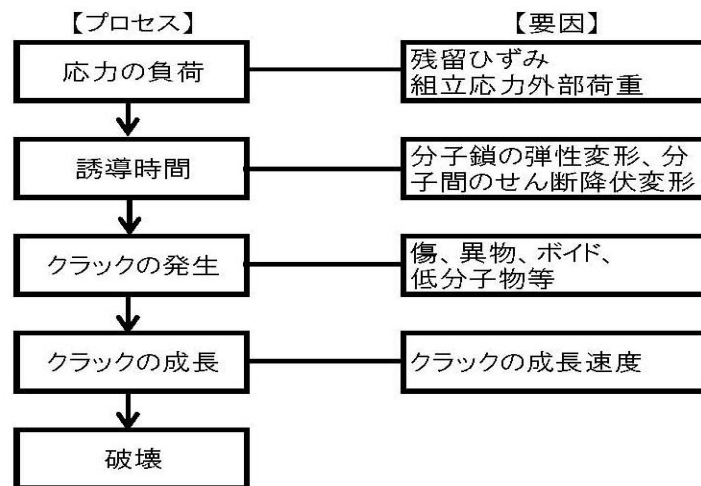 【プロセス】
【要因】
応力の負荷
残留ひずみ
組立応力外部荷重
誘導時間
分子鎖の弾性変形、分
子間のせん断降伏変形
クラックの発生
傷、異物、ボイド、
低分子物等
クラックの成長
クラックの成長速度
破壊